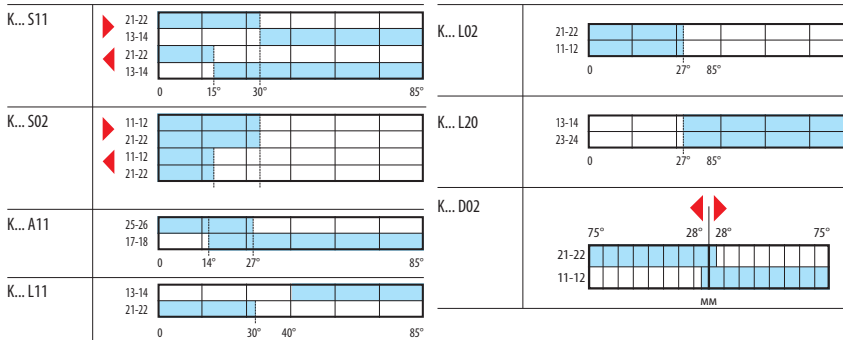 K... S11
21-22
13-14
21-22
13-14
0 15° 30° 85°
K... S02
11-12
21-22
11-12
21-22
K... A11
25-26
17-18
0 14° 27° 85°
K... L11
13-14
21-22
0 30° 40° 85°
K... L02
21-22
11-12
0 27° 85°
K... L20
13-14
23-24
0 27° 85°
K... D02
75° 28° 28° 75°
21-22
11-12
MM